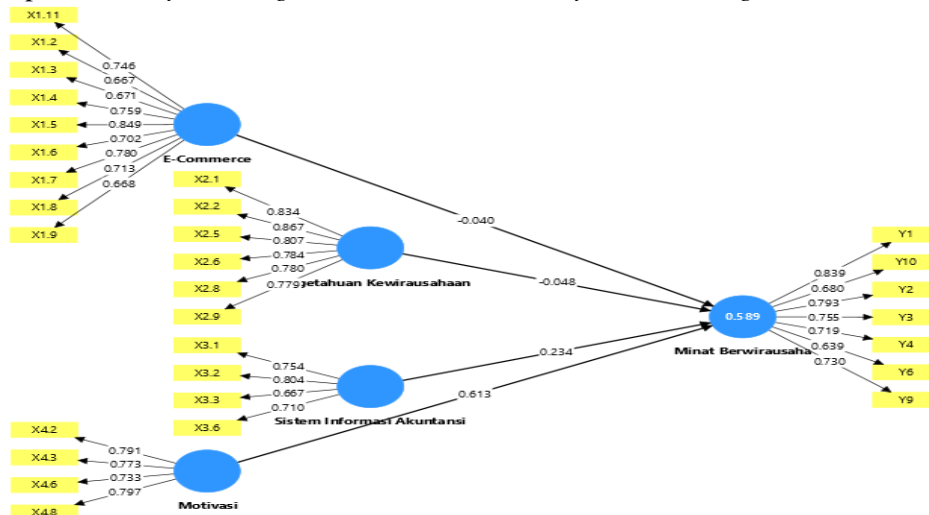 X1.11
X1.2
X1.3
X1.4
X1.5
X1.6
X1.7
X1.8
X1.9
0.746
0.667
0.671
0.759
0.849
0.702
0.780
0.713
0.668
E-Commerce
-0.040
X2.1
X2.2
X2.5
X2.6
X2.8
X2.9
0.834
0.867
0.807
0.784
0.780
0.779
getahuan Kewirausahaan
-0.048
X3.1
X3.2
X3.3
X3.6
0.754
0.804
0.667
0.710
Sistem Informasi Akuntansi
0.234
X4.2
X4.3
X4.6
X4.8
0.791
0.773
0.733
0.797
Motivasi
0.613
0.589
Minat Berwirausaha
0.839
0.680
0.793
0.755
0.719
0.639
0.730
Y1
Y10
Y2
Y3
Y4
Y6
Y9